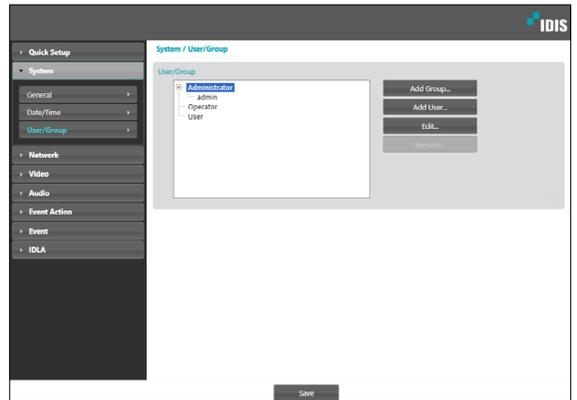 IDIS
Quick Setup
System
General
Date/Time
User/Group
Network
Video
Audio
Event Action
Event
IDLA
System / User/Group
User/Group
Administrator
admin
Operator
User
Add Group...
Add User...
Edit...
Remove...
Save